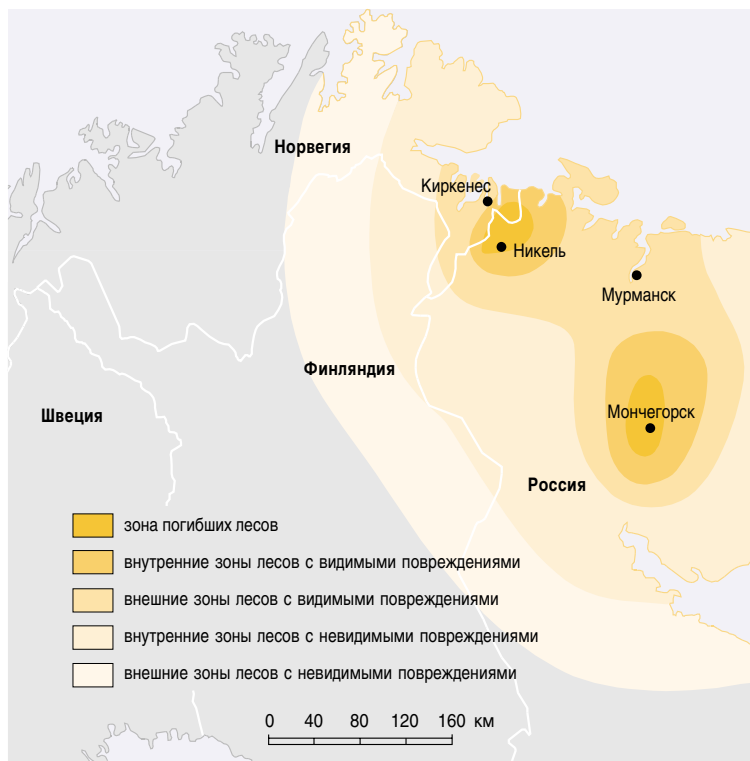 Норвегия
Киркенес
Никель
Мурманск
Финляндия
Швеция
Мончегорск
Россия
зона погибших лесов
внутренние зоны лесов с видимыми повреждениями
внешние зоны лесов с видимыми повреждениями
внутренние зоны лесов с невидимыми повреждениями
внешние зоны лесов с невидимыми повреждениями
0 40 80 120 160 км